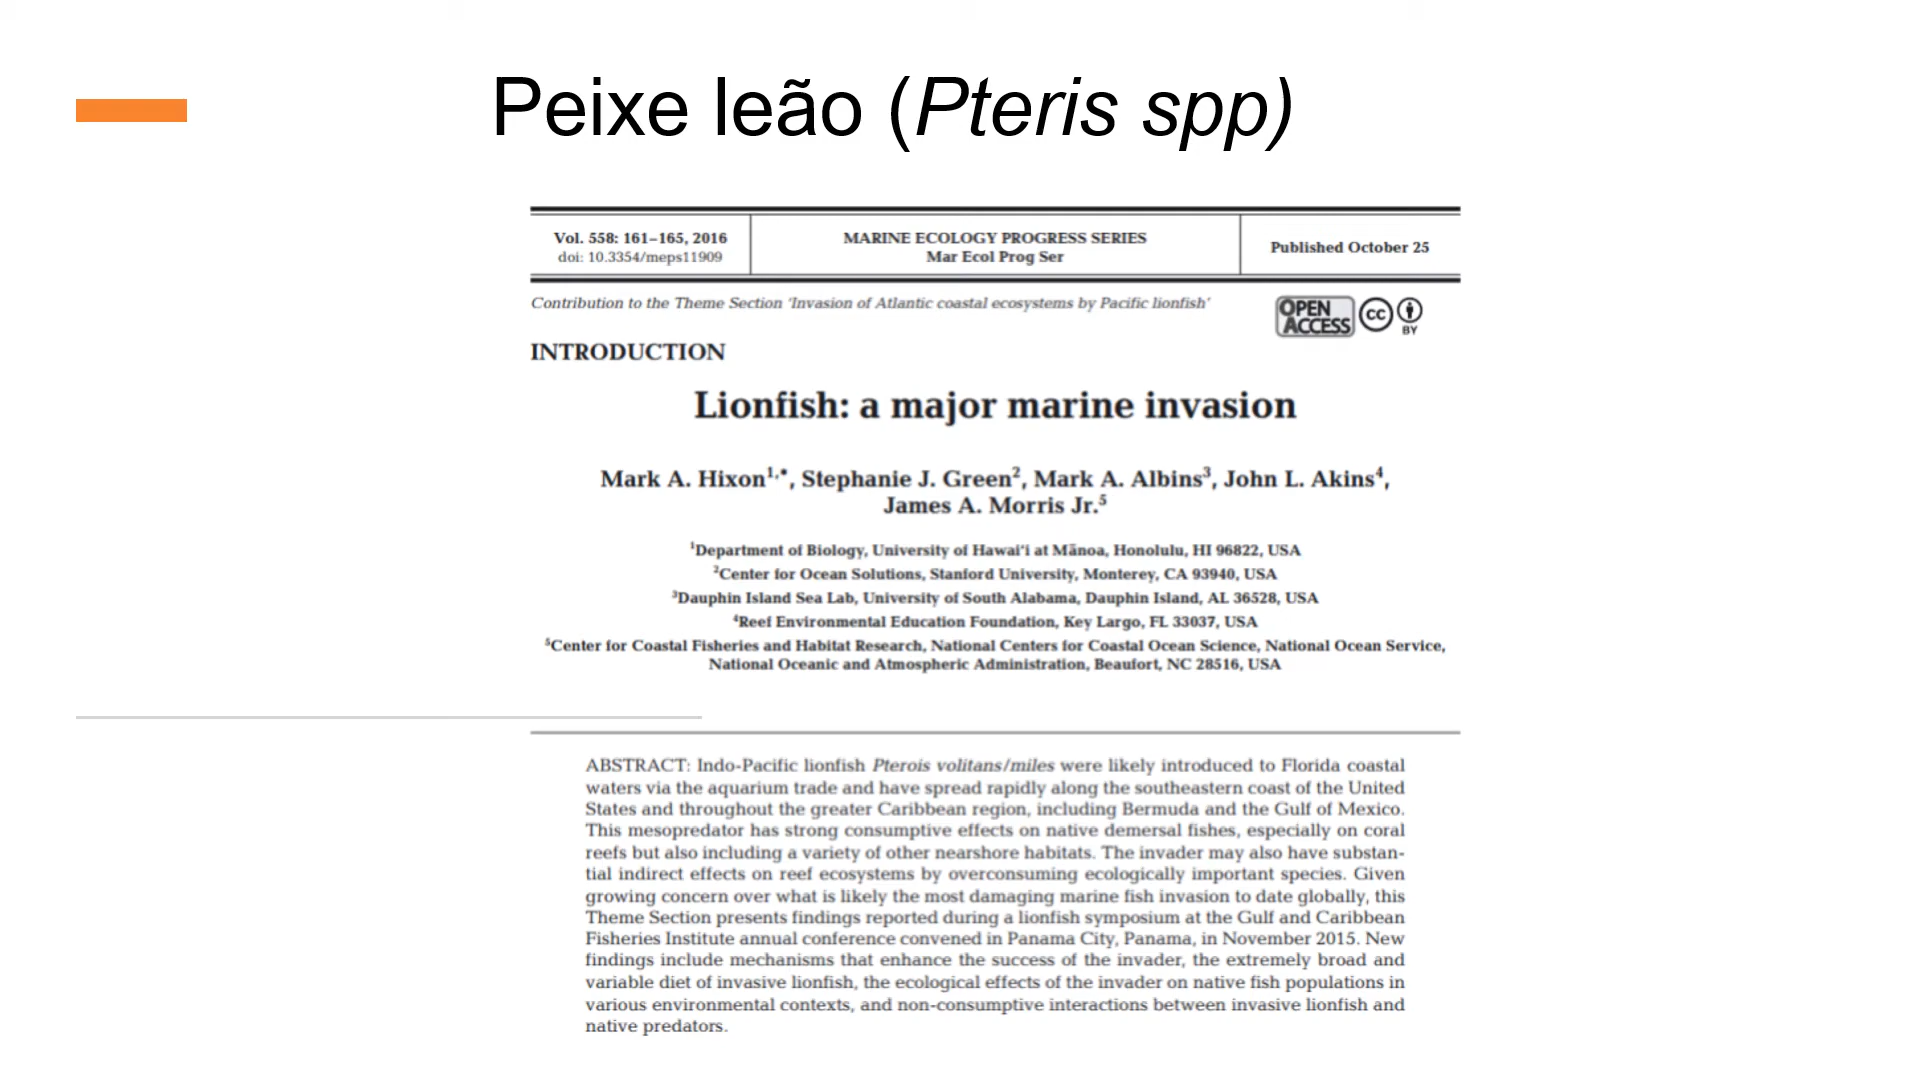 Peixe leão (Pteris spp)
Vol. 558: 161–165, 2016
doi: 10.3354/meps11909
MARINE ECOLOGY PROGRESS SERIES
Mar Ecol Prog Ser
Published October 25
Contribution to the Theme Section 'Invasion of Atlantic coastal ecosystems by Pacific lionfish'
OPEN ACCESS
CC
BY
INTRODUCTION
Lionfish: a major marine invasion
Mark A. Hixon1,*, Stephanie J. Green2, Mark A. Albins3, John L. Akins4,
James A. Morris Jr.5
1Department of Biology, University of Hawai‘i at Mānoa, Honolulu, HI 96822, USA
2Center for Ocean Solutions, Stanford University, Monterey, CA 93940, USA
3Dauphin Island Sea Lab, University of South Alabama, Dauphin Island, AL 36528, USA
4Reef Environmental Education Foundation, Key Largo, FL 33037, USA
5Center for Coastal Fisheries and Habitat Research, National Centers for Coastal Ocean Science, National Ocean Service,
National Oceanic and Atmospheric Administration, Beaufort, NC 28516, USA
ABSTRACT: Indo-Pacific lionfish Pterois volitans/miles were likely introduced to Florida coastal
waters via the aquarium trade and have spread rapidly along the southeastern coast of the United
States and throughout the greater Caribbean region, including Bermuda and the Gulf of Mexico.
This mesopredator has strong consumptive effects on native demersal fishes, especially on coral
reefs but also including a variety of other nearshore habitats. The invader may also have substan-
tial indirect effects on reef ecosystems by overconsuming ecologically important species. Given
growing concern over what is likely the most damaging marine fish invasion to date globally, this
Theme Section presents findings reported during a lionfish symposium at the Gulf and Caribbean
Fisheries Institute annual conference convened in Panama City, Panama, in November 2015. New
findings include mechanisms that enhance the success of the invader, the extremely broad and
variable diet of invasive lionfish, the ecological effects of the invader on native fish populations in
various environmental contexts, and non-consumptive interactions between invasive lionfish and
native predators.